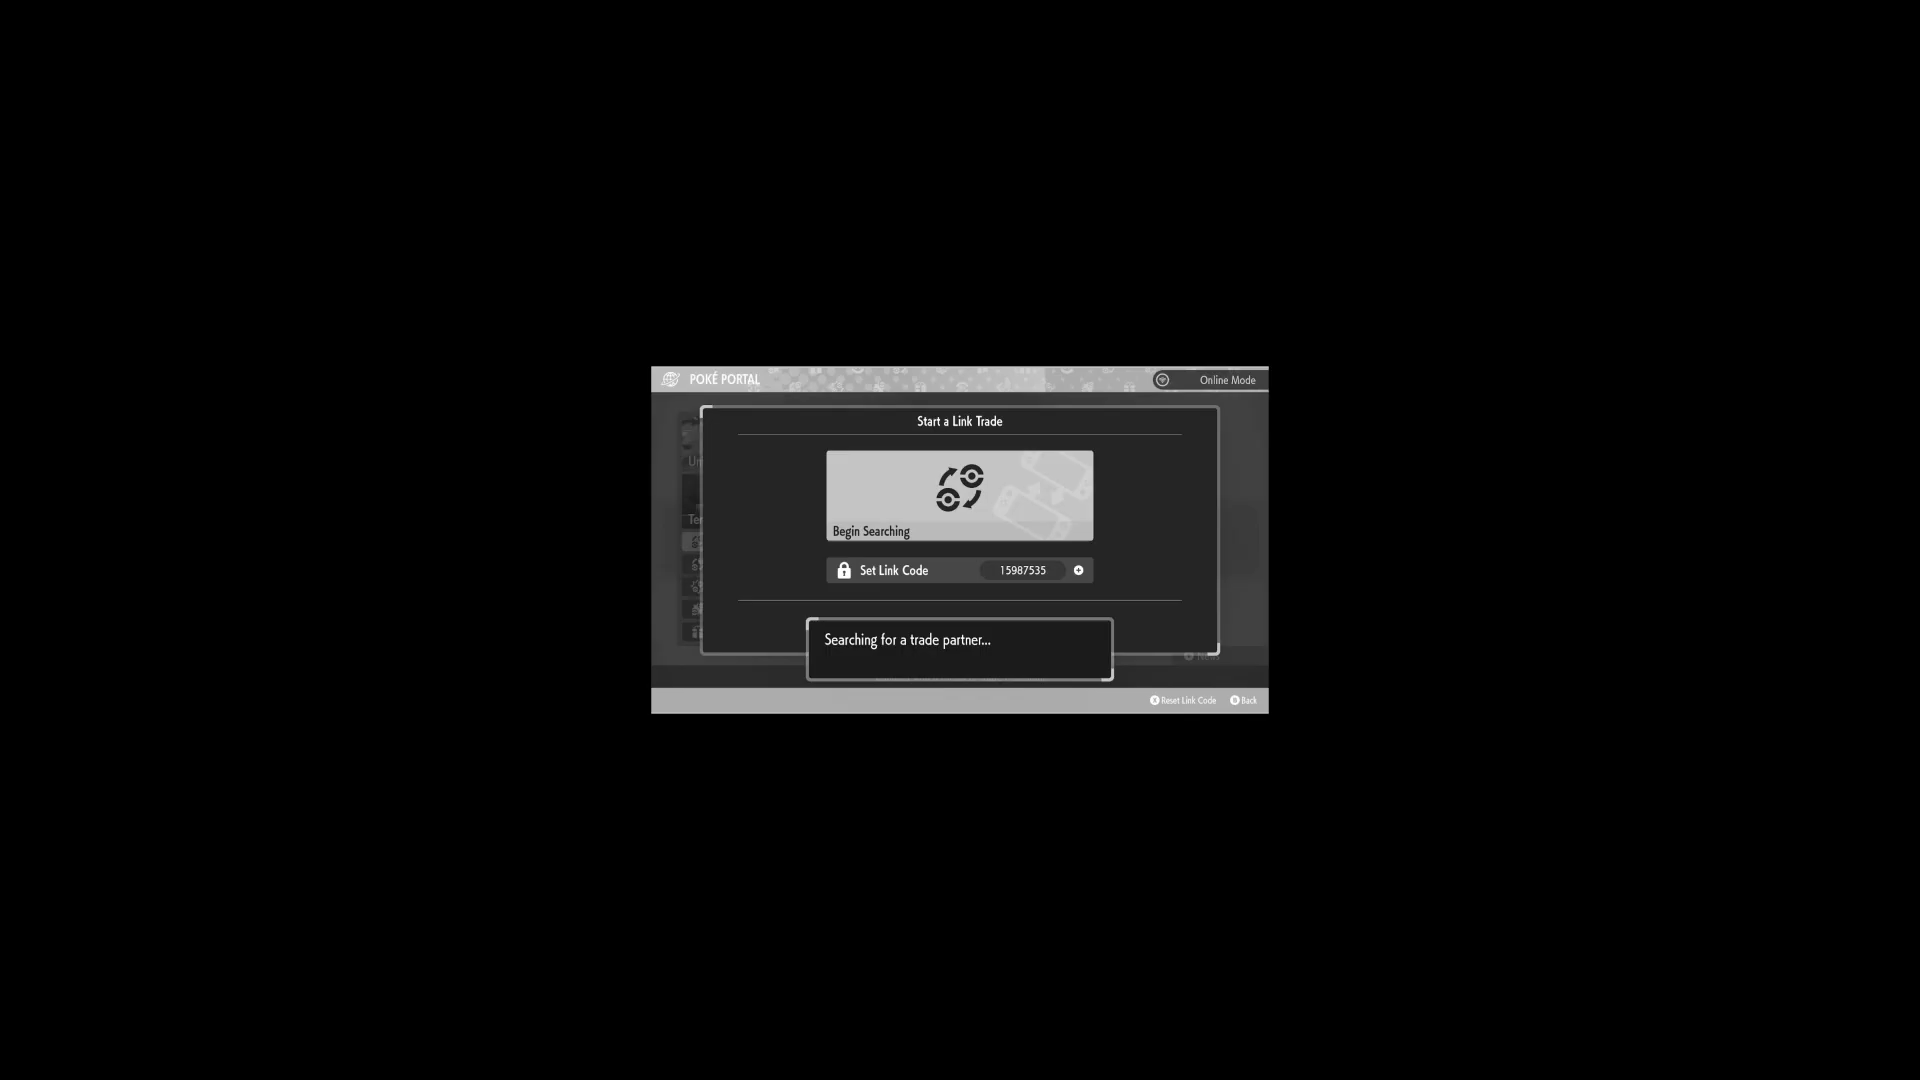 POKÉ PORTAL
Online Mode
Start a Link Trade
Begin Searching
Set Link Code 15987535
Searching for a trade partner...
Reset Link Code Back